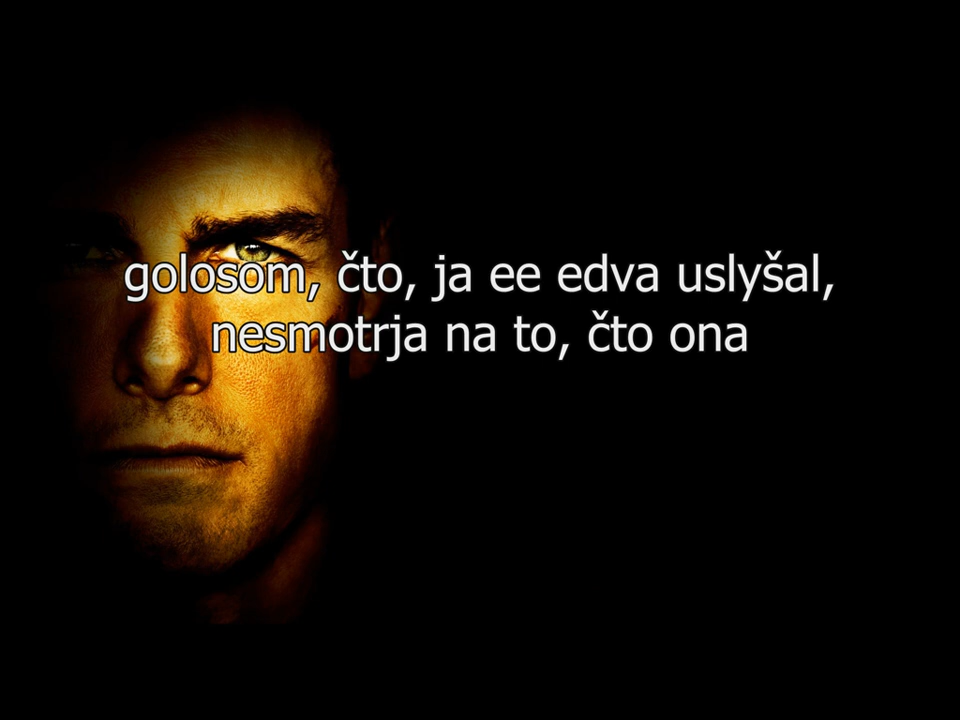 golosom, čto, ja ee edva uslyšal,
nesmotrja na to, čto ona